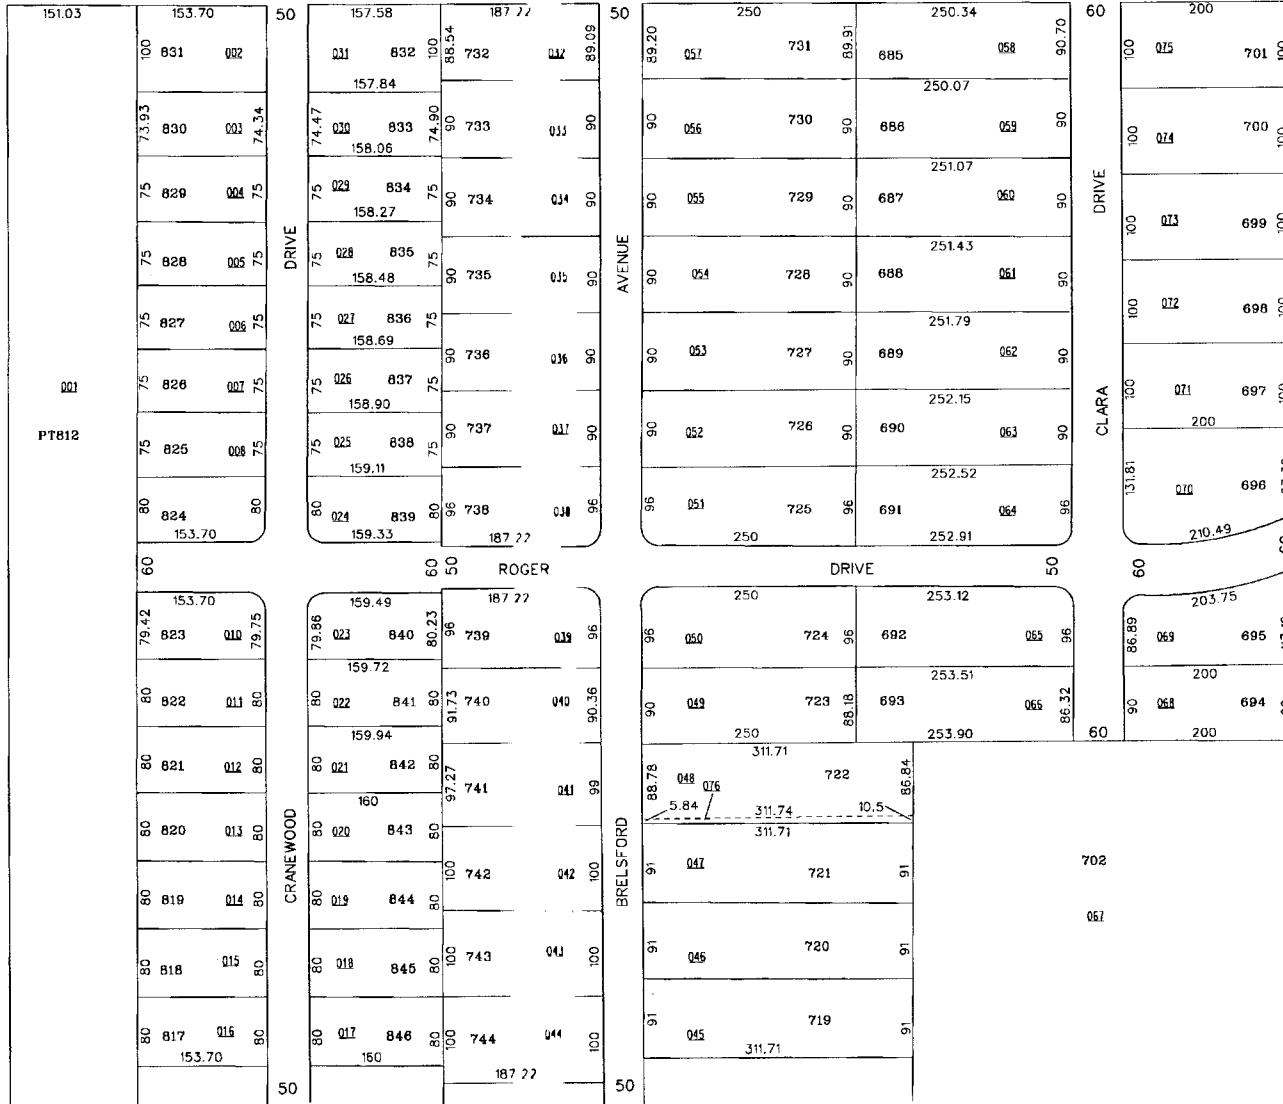 151.03 153.70 50 157.58 187.22 50 250 250.34 60 200
100 831 002 031 832 100 88.54 732 032 89.09 89.20 057 731 89.91 685 058 90.70 100 075 701 100
157.84 250.07
73.93 830 003 74.34 74.47 030 833 74.90 90 733 033 90 90 056 730 90 686 059 90 100 074 700 100
158.06 251.07
75 829 004 75 75 029 834 75 90 734 034 90 90 055 729 90 687 060 90 DRIVE 100 073 699 100
158.27 251.43
DRIVE AVENUE
75 828 005 75 75 028 835 75 90 735 035 90 90 054 728 90 688 061 90
158.48 251.79
75 827 006 75 75 027 836 75 100 072 698 100
158.69
90 736 036 90 90 053 727 90 689 062 90
001 75 826 007 75 75 026 837 75 100 071 697 100
158.90 252.15 200
CLARA
PT812 75 825 008 75 75 025 838 75 90 737 037 90 90 052 726 90 690 063 90
159.11 252.52
131.81 070 696
80 824 80 80 024 839 80 96 738 038 96 96 051 725 96 691 064 96
153.70 159.33 187.22 250 252.91 210.49
60 60 50 ROGER DRIVE 50 60 60
153.70 159.49 187.22 250 253.12 203.75
79.42 823 010 79.75 79.86 023 840 80.23 96 739 039 96 96 050 724 96 692 065 96 86.89 069 695
159.72 253.51 200
80 822 011 80 80 022 841 80 91.73 740 040 90.36 90 049 723 88.18 693 066 86.32 90 068 694
159.94 250 253.90 60 200
311.71
80 821 012 80 80 021 842 80 97.27 741 041 99 88.78 048 076 722 86.84
160 5.84 311.74 10.5
311.71
80 820 013 80 80 020 843 80
CRANEWOOD BRELSFORD
91 047 721 91 702
80 819 014 80 80 019 844 80 100 742 042 100
067
80 818 015 80 80 018 845 80 100 743 043 100 91 046 720 91
80 817 016 80 80 017 846 80 100 744 044 100 91 045 719 91
153.70 160 311.71
187.22
50 50